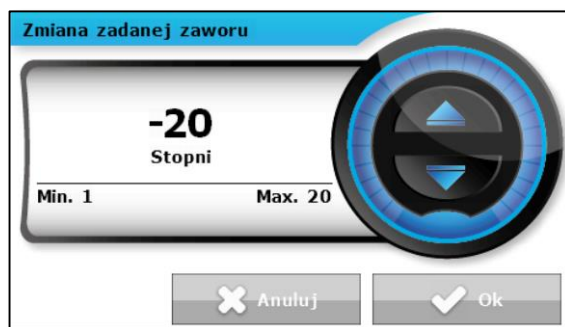 Zmiana zadanej zaworu
-20
Stopni
Min. 1 Max. 20
Anuluj Ok